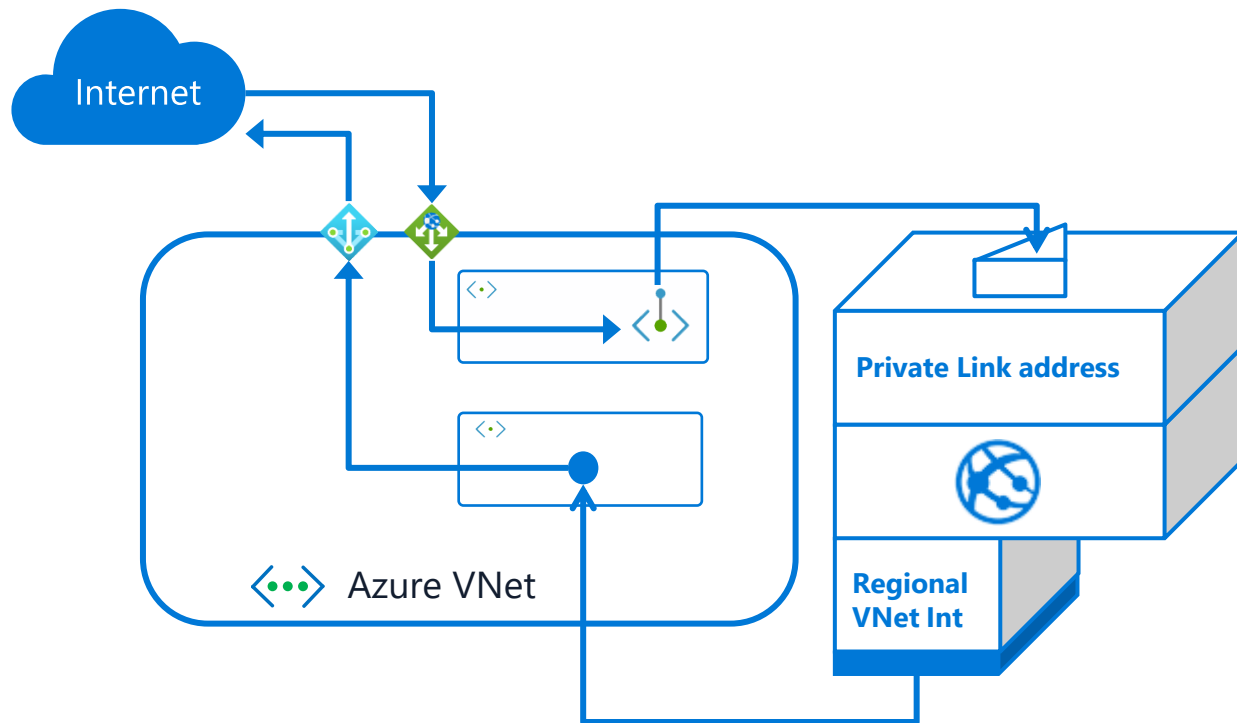 Internet
Private Link address
Azure VNet
Regional
VNet Int